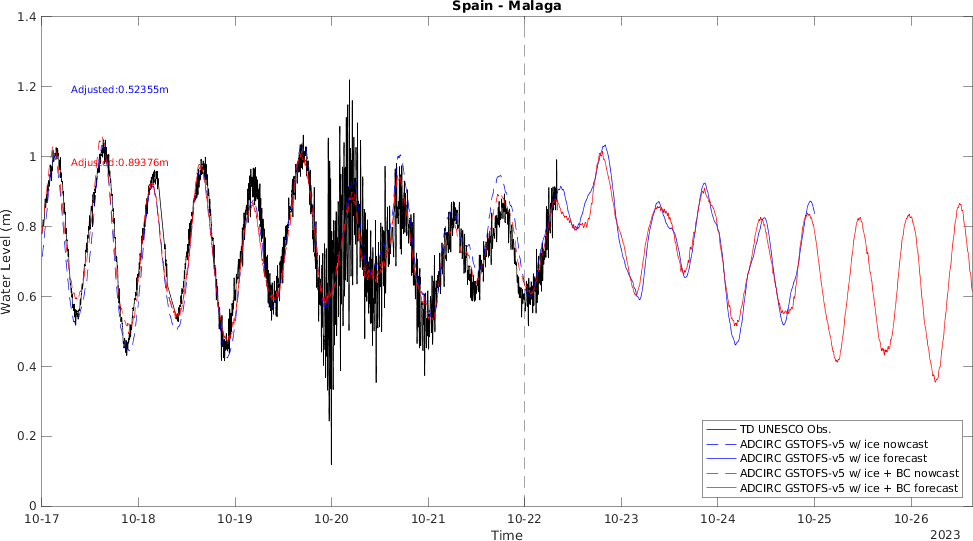 Spain - Malaga
1.4
1.2
1
0.8
0.6
0.4
0.2
0
Water Level (m)
Adjusted:0.52355m
Adjusted:0.89376m
TD UNESCO Obs.
ADCIRC GSTOFS-v5 w/ ice nowcast
ADCIRC GSTOFS-v5 w/ ice forecast
ADCIRC GSTOFS-v5 w/ ice + BC nowcast
ADCIRC GSTOFS-v5 w/ ice + BC forecast
10-17 10-18 10-19 10-20 10-21 10-22 10-23 10-24 10-25 10-26
Time
2023